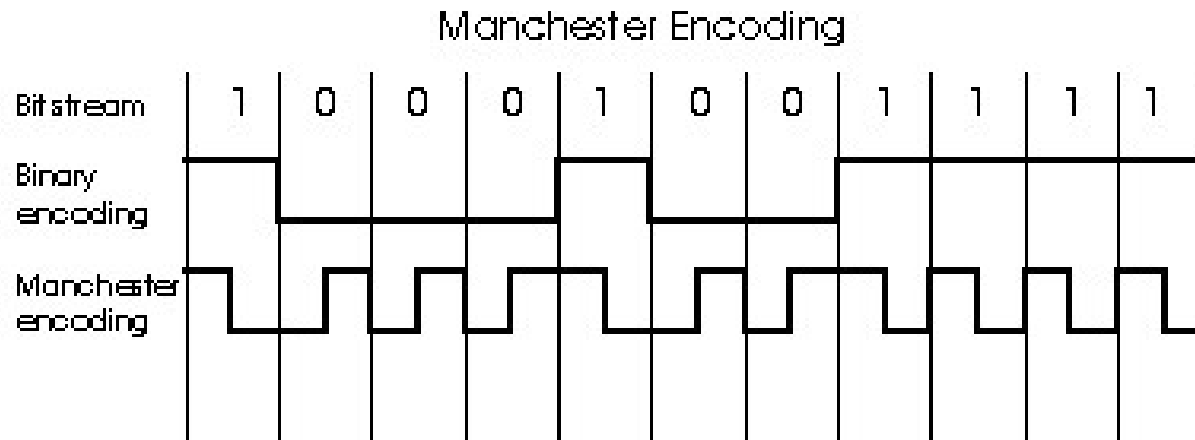 Manchester Encoding
Bitstream 1 0 0 0 1 0 0 1 1 1 1
Binary
encoding
Manchester
encoding